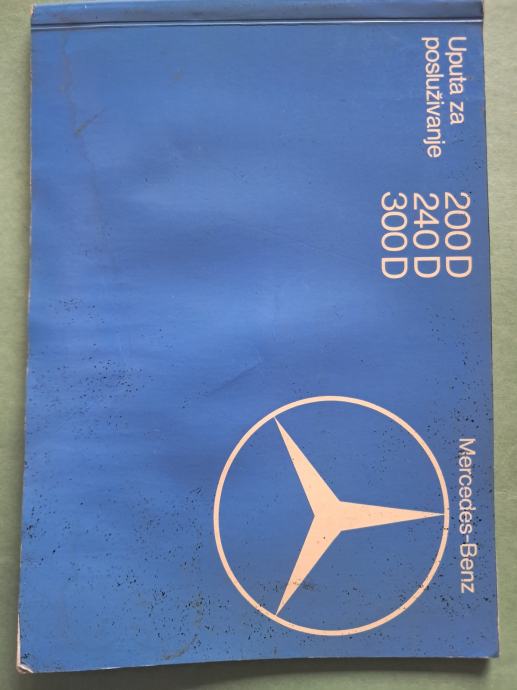 Uputa za
posluživanje
200D
240D
300D
Mercedes-Benz